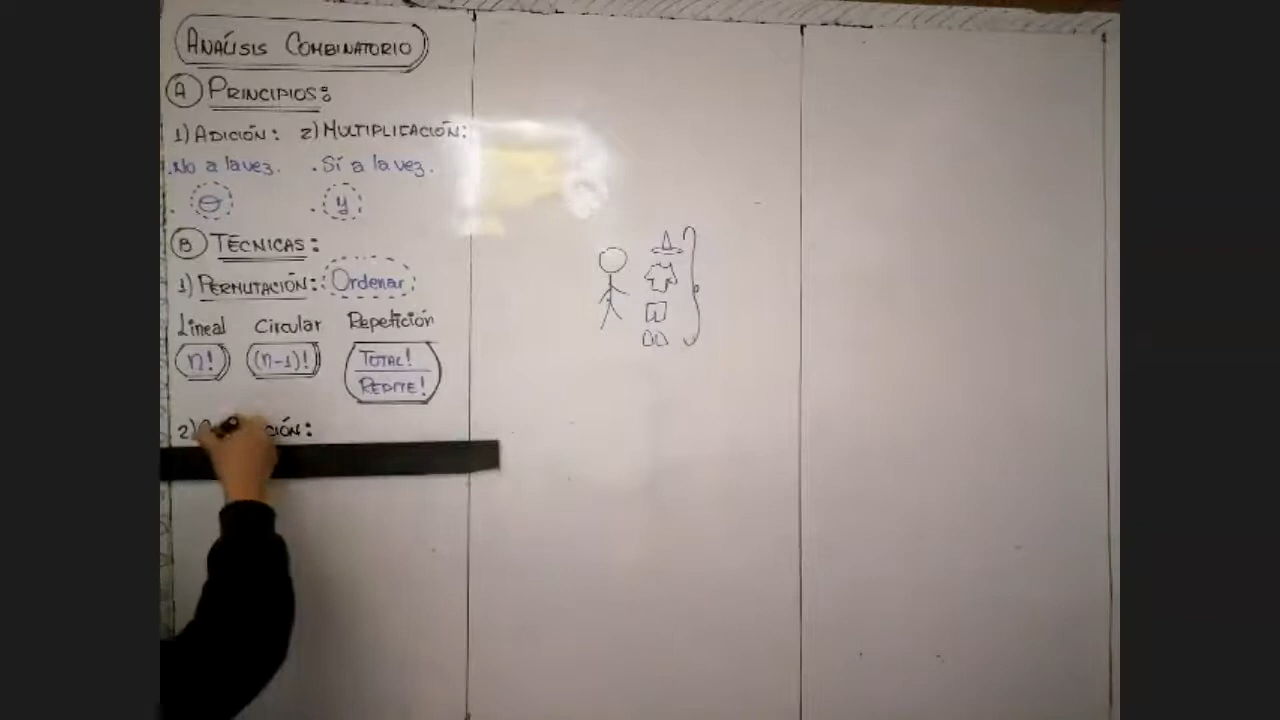 ANÁLISIS COMBINATORIO
A PRINCIPIOS:
1) ADICIÓN: 2) MULTIPLICACIÓN:
.No a la vez. .Sí a la vez.
. O . y
B TÉCNICAS:
1) PERMUTACIÓN: Ordenar
Lineal Circular Repetición
n! (n-1)! TOTAL!
REPITE!
2)